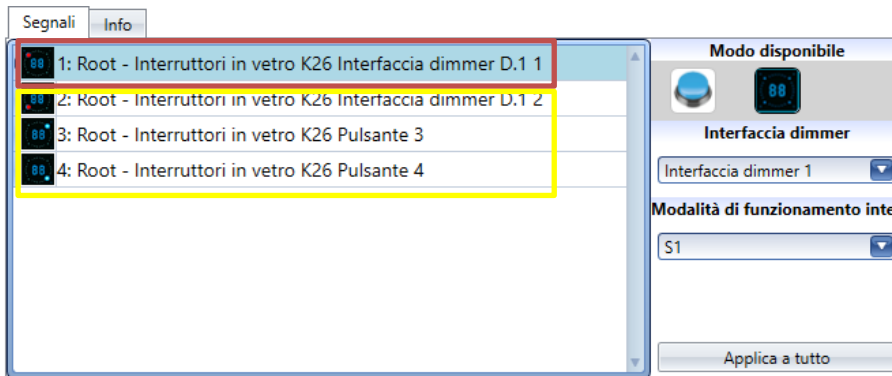 Segnali
Info
1: Root - Interruttori in vetro K26 Interfaccia dimmer D.1 1
2: Root - Interruttori in vetro K26 Interfaccia dimmer D.1 2
3: Root - Interruttori in vetro K26 Pulsante 3
4: Root - Interruttori in vetro K26 Pulsante 4
Modo disponibile
88
Interfaccia dimmer
Interfaccia dimmer 1
Modalità di funzionamento inte
S1
Applica a tutto